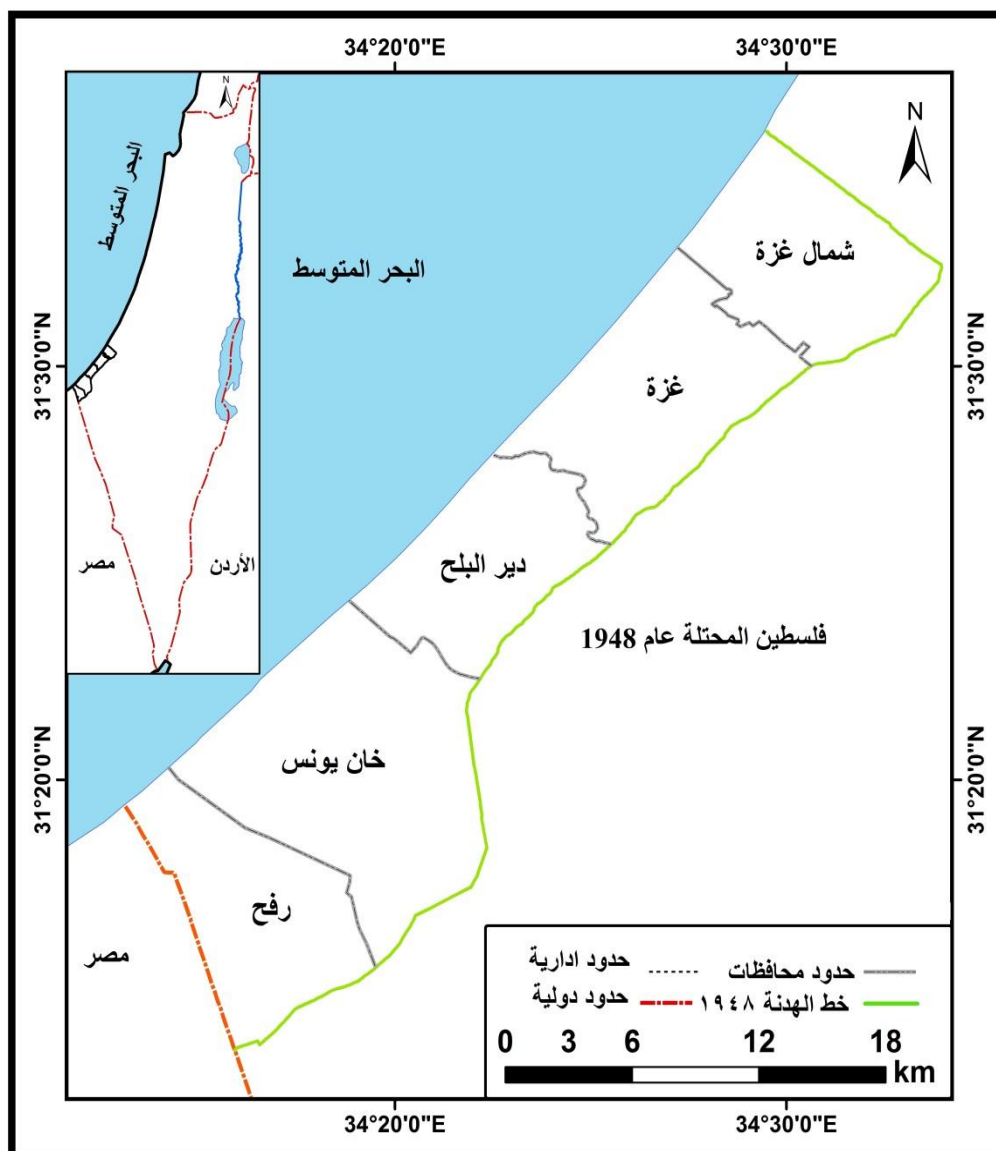 34°20'0"E
34°30'0"E
N
N
البحر المتوسط
مصر
الأردن
البحر المتوسط
شمال غزة
غزة
دير البلح
خان يونس
رفح
مصر
فلسطين المحتلة عام 1948
31°30'0"N
31°30'0"N
31°20'0"N
31°20'0"N
حدود محافظات
حدود ادارية
خط الهدنة ١٩٤٨
حدود دولية
0 3 6 12 18
km
34°20'0"E
34°30'0"E